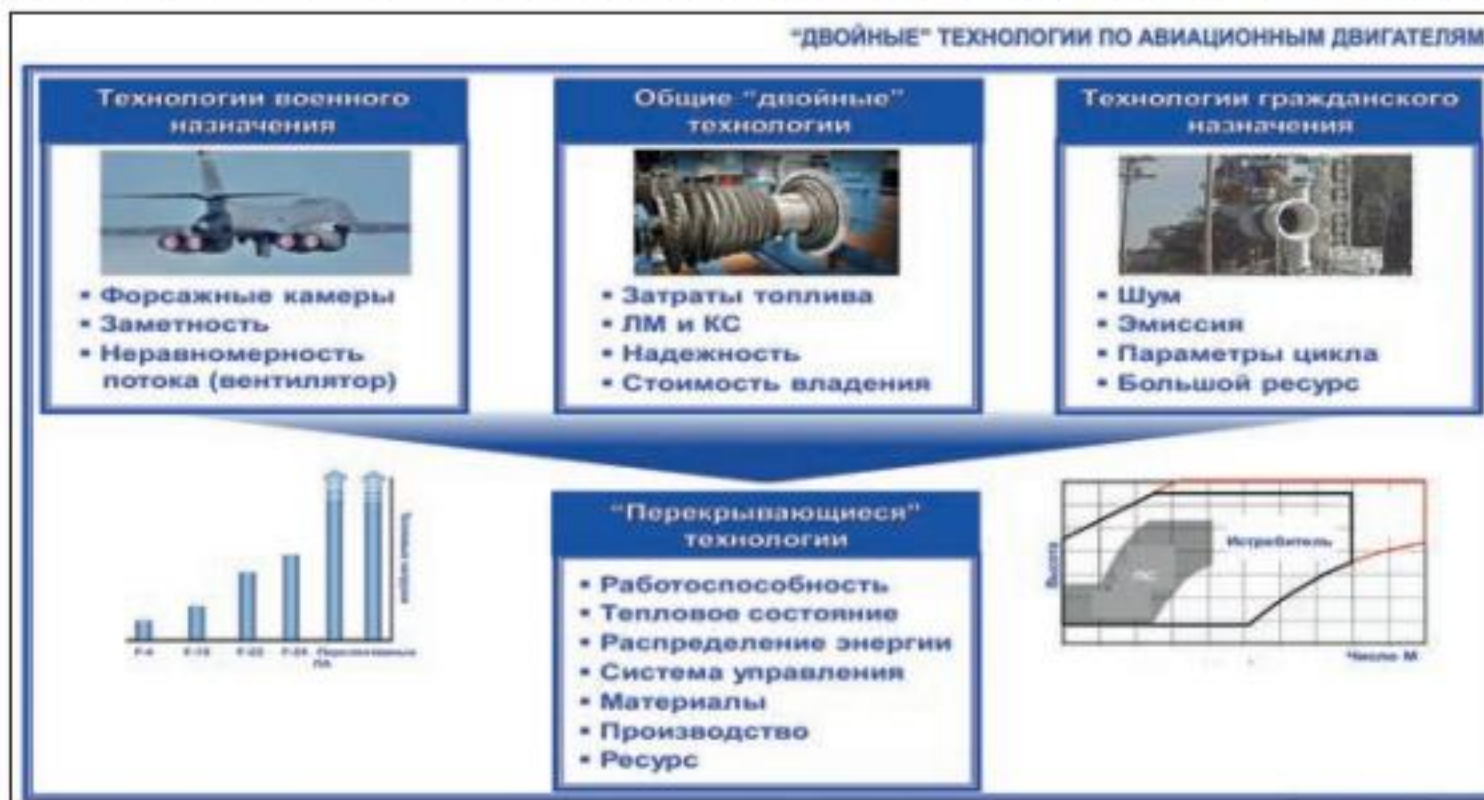 "ДВОЙНЫЕ" ТЕХНОЛОГИИ ПО АВИАЦИОННЫМ ДВИГАТЕЛЯМ
Технологии военного
назначения
▪ Форсажные камеры
▪ Заметность
▪ Неравномерность
потока (вентилятор)
Общие "двойные"
технологии
▪ Затраты топлива
▪ ЛМ и КС
▪ Надежность
▪ Стоимость владения
Технологии гражданского
назначения
▪ Шум
▪ Эмиссия
▪ Параметры цикла
▪ Большой ресурс
"Перекрывающиеся"
технологии
▪ Работоспособность
▪ Тепловое состояние
▪ Распределение энергии
▪ Система управления
▪ Материалы
▪ Производство
▪ Ресурс
Перспективные
ЛА
Высота
Истребитель
Число М